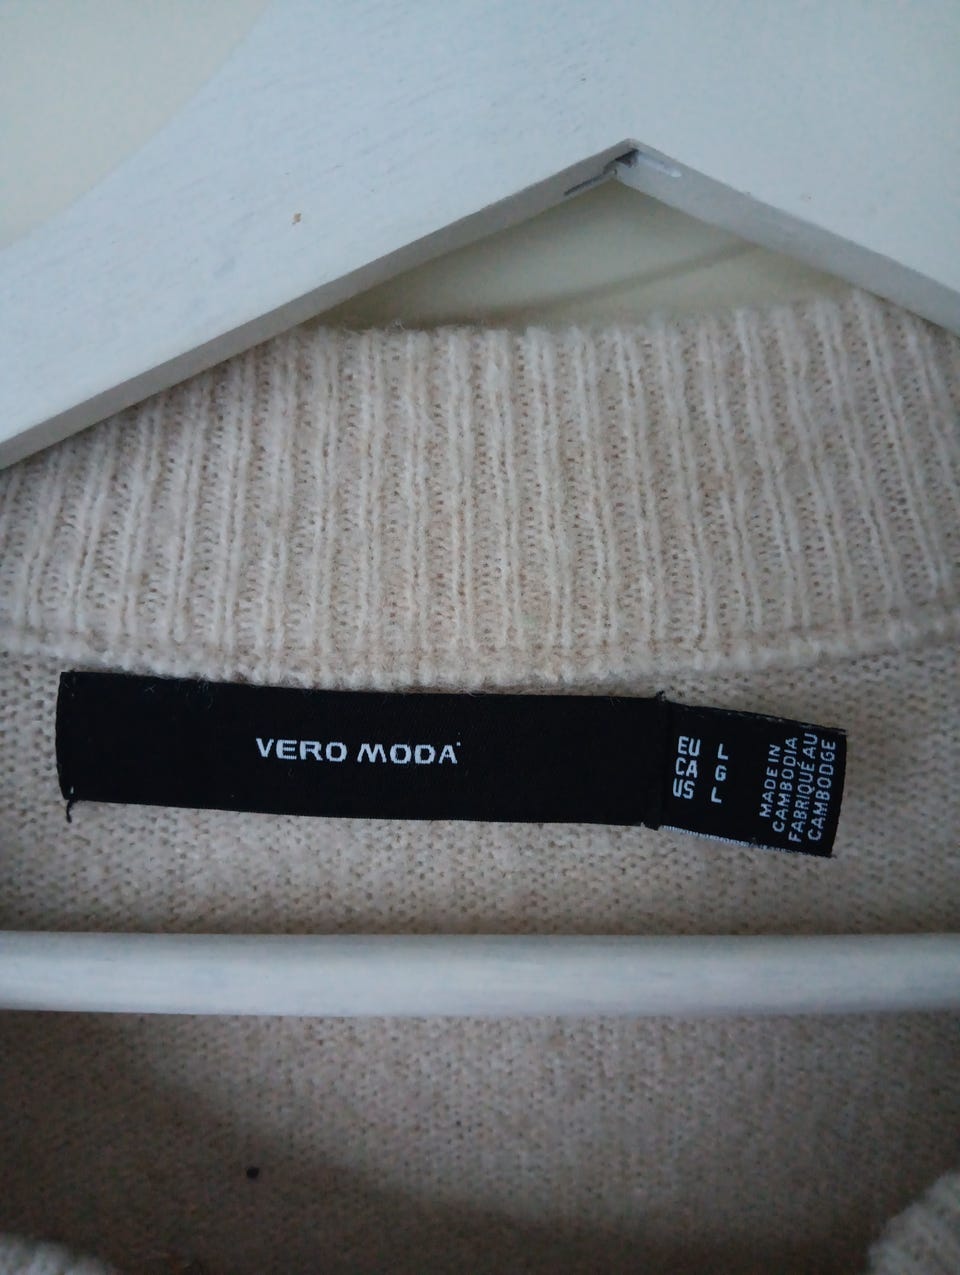 VERO MODA
EU L
CA G
US L
MADE IN
CAMBODIA
FABRIQUÉ AU
CAMBODGE